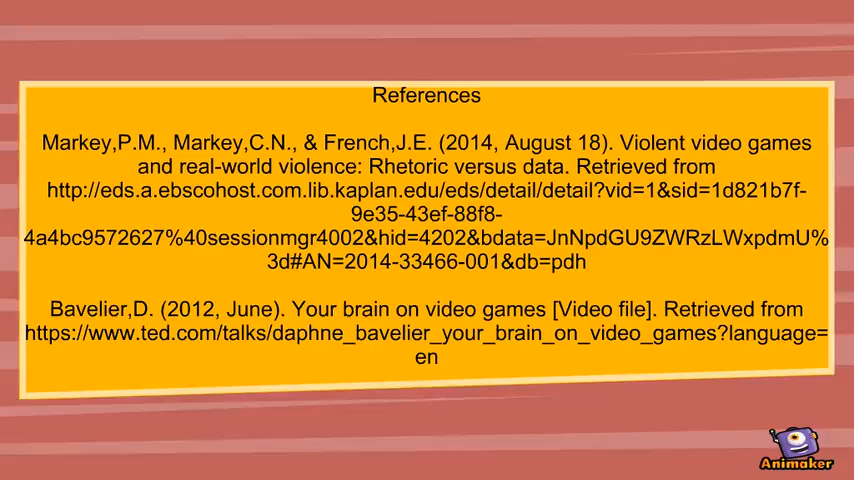 References
Markey,P.M., Markey,C.N., & French,J.E. (2014, August 18). Violent video games
and real-world violence: Rhetoric versus data. Retrieved from
http://eds.a.ebscohost.com.lib.kaplan.edu/eds/detail/detail?vid=1&sid=1d821b7f-
9e35-43ef-88f8-
4a4bc9572627%40sessionmgr4002&hid=4202&bdata=JnNpdGU9ZWRzLWxpdmU%
3d#AN=2014-33466-001&db=pdh
Bavelier,D. (2012, June). Your brain on video games [Video file]. Retrieved from
https://www.ted.com/talks/daphne_bavelier_your_brain_on_video_games?language=
en
Animaker